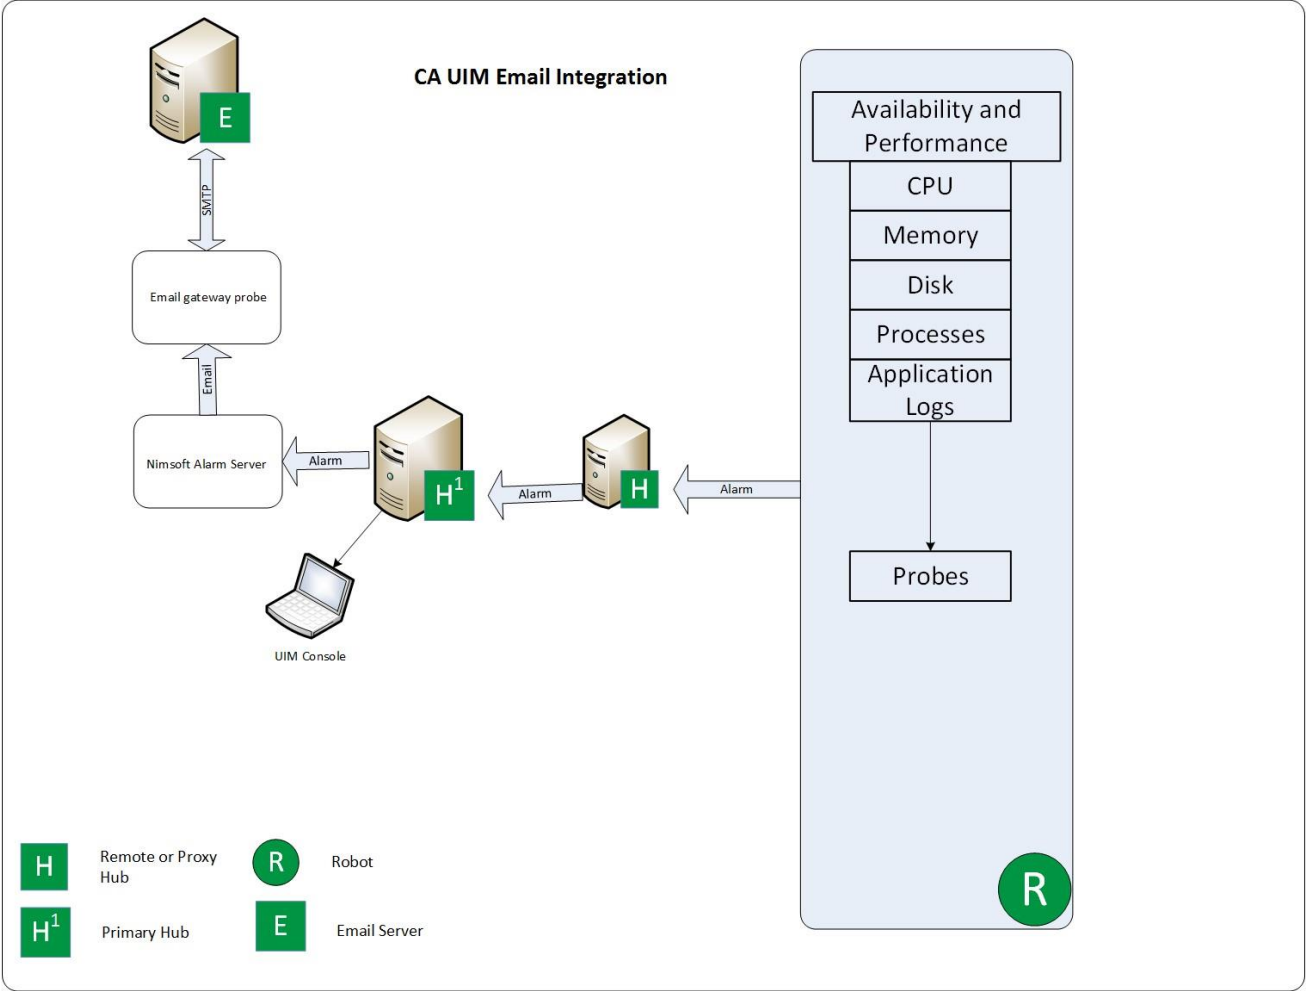 CA UIM Email Integration
E
SMTP
Email gateway probe
Email
Nimsoft Alarm Server
Alarm
H1
Alarm
H
Alarm
UIM Console
Availability and
Performance
CPU
Memory
Disk
Processes
Application
Logs
Probes
R
H
Remote or Proxy
Hub
R
Robot
H1
Primary Hub
E
Email Server